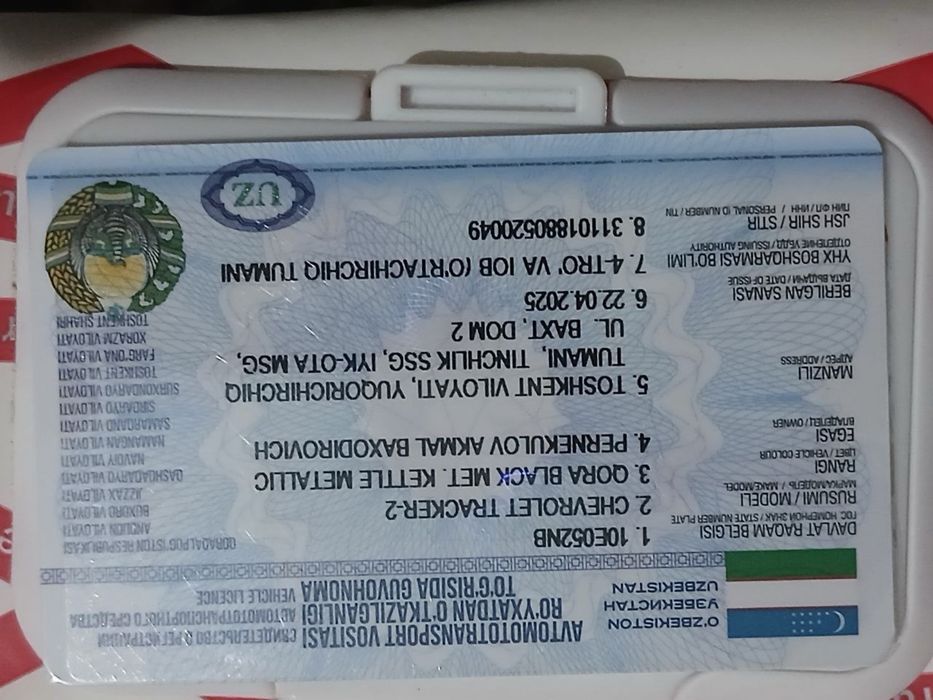 O'ZBEKISTON
ЎЗБЕКИСТАН
UZBEKISTAN
AVTOMOTOTRANSPORT VOSITASI
RO'YXATDAN O'TKAZILGANLIGI
TO'G'RISIDA GUVOHNOMA
СВИДЕТЕЛЬСТВО О РЕГИСТРАЦИИ
АВТОМОТОТРАНСПОРТНОГО СРЕДСТВА
VEHICLE LICENCE
DAVLAT RAQAM BELGISI
ГОС. НОМЕРНОЙ ЗНАК / STATE NUMBER PLATE
1. 10E052NB
RUSUMI / MODELI
МАРКА/МОДЕЛЬ / MAKE/MODEL
2. CHEVROLET TRACKER-2
RANGI
ЦВЕТ / VEHICLE COLOUR
3. QORA BLACK MET. KETTLE METALLIC
EGASI
ВЛАДЕЛЕЦ / OWNER
4. PERNEKULOV AKMAL BAXODIROVICH
MANZILI
АДРЕС / ADDRESS
5. TOSHKENT VILOYATI, YUQORICHIRCHIQ
TUMANI, TINCHLIK SSG, IYK-OTA MSG,
UL. BAXT, DOM 2
BERILGAN SANASI
ДАТА ВЫДАЧИ / DATE OF ISSUE
6. 22.04.2025
YHX BOSHQARMASI BO'LIMI
ОТДЕЛЕНИЕ УБДД / ISSUING AUTHORITY
7. 4-TRO' VA IOB (O'RTACHIRCHIQ TUMANI
JSH SHIR / STIR
ПИН ФЛ / ИНН / PERSONAL ID NUMBER / TIN
8. 31101880520049
QORAQALPOG'ISTON RESPUBLIKASI
ANDIJON VILOYATI
BUXORO VILOYATI
JIZZAX VILOYATI
QASHQADARYO VILOYATI
NAVOIY VILOYATI
NAMANGAN VILOYATI
SAMARQAND VILOYATI
SIRDARYO VILOYATI
SURXONDARYO VILOYATI
TOSHKENT VILOYATI
FARG'ONA VILOYATI
XORAZM VILOYATI
TOSHKENT SHAHRI
UZ